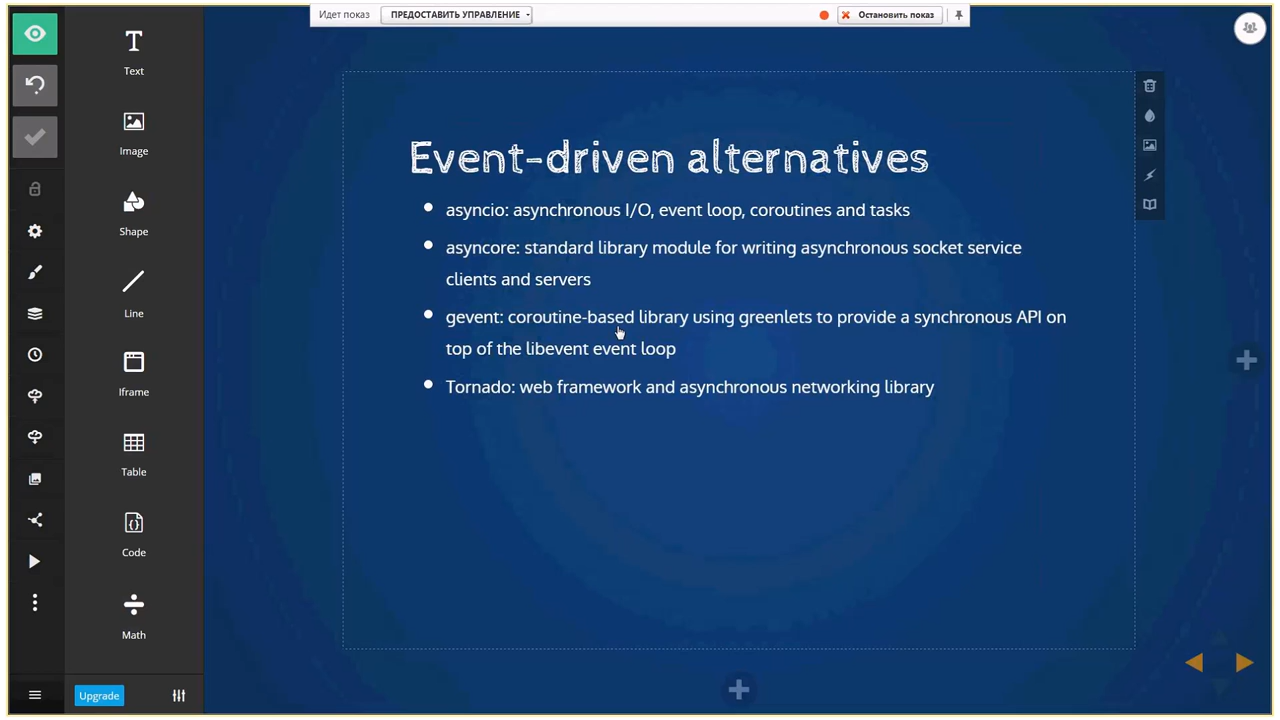 Идет показ
ПРЕДОСТАВИТЬ УПРАВЛЕНИЕ
Остановить показ
Text
Image
Shape
Line
Iframe
Table
Code
Math
Upgrade
Event-driven alternatives
asyncio: asynchronous I/O, event loop, coroutines and tasks
asyncore: standard library module for writing asynchronous socket service
clients and servers
gevent: coroutine-based library using greenlets to provide a synchronous API on
top of the libevent event loop
Tornado: web framework and asynchronous networking library